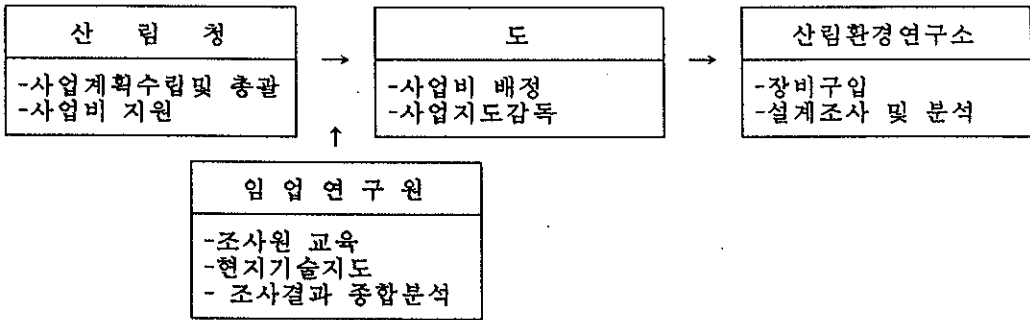 산 림 청
-사업계획수립및 총괄
-사업비 지원
→
도
-사업비 배정
-사업지도감독
→
산림환경연구소
-장비구입
-설계조사 및 분석
↑
임 업 연 구 원
-조사원 교육
-현지기술지도
- 조사결과 종합분석